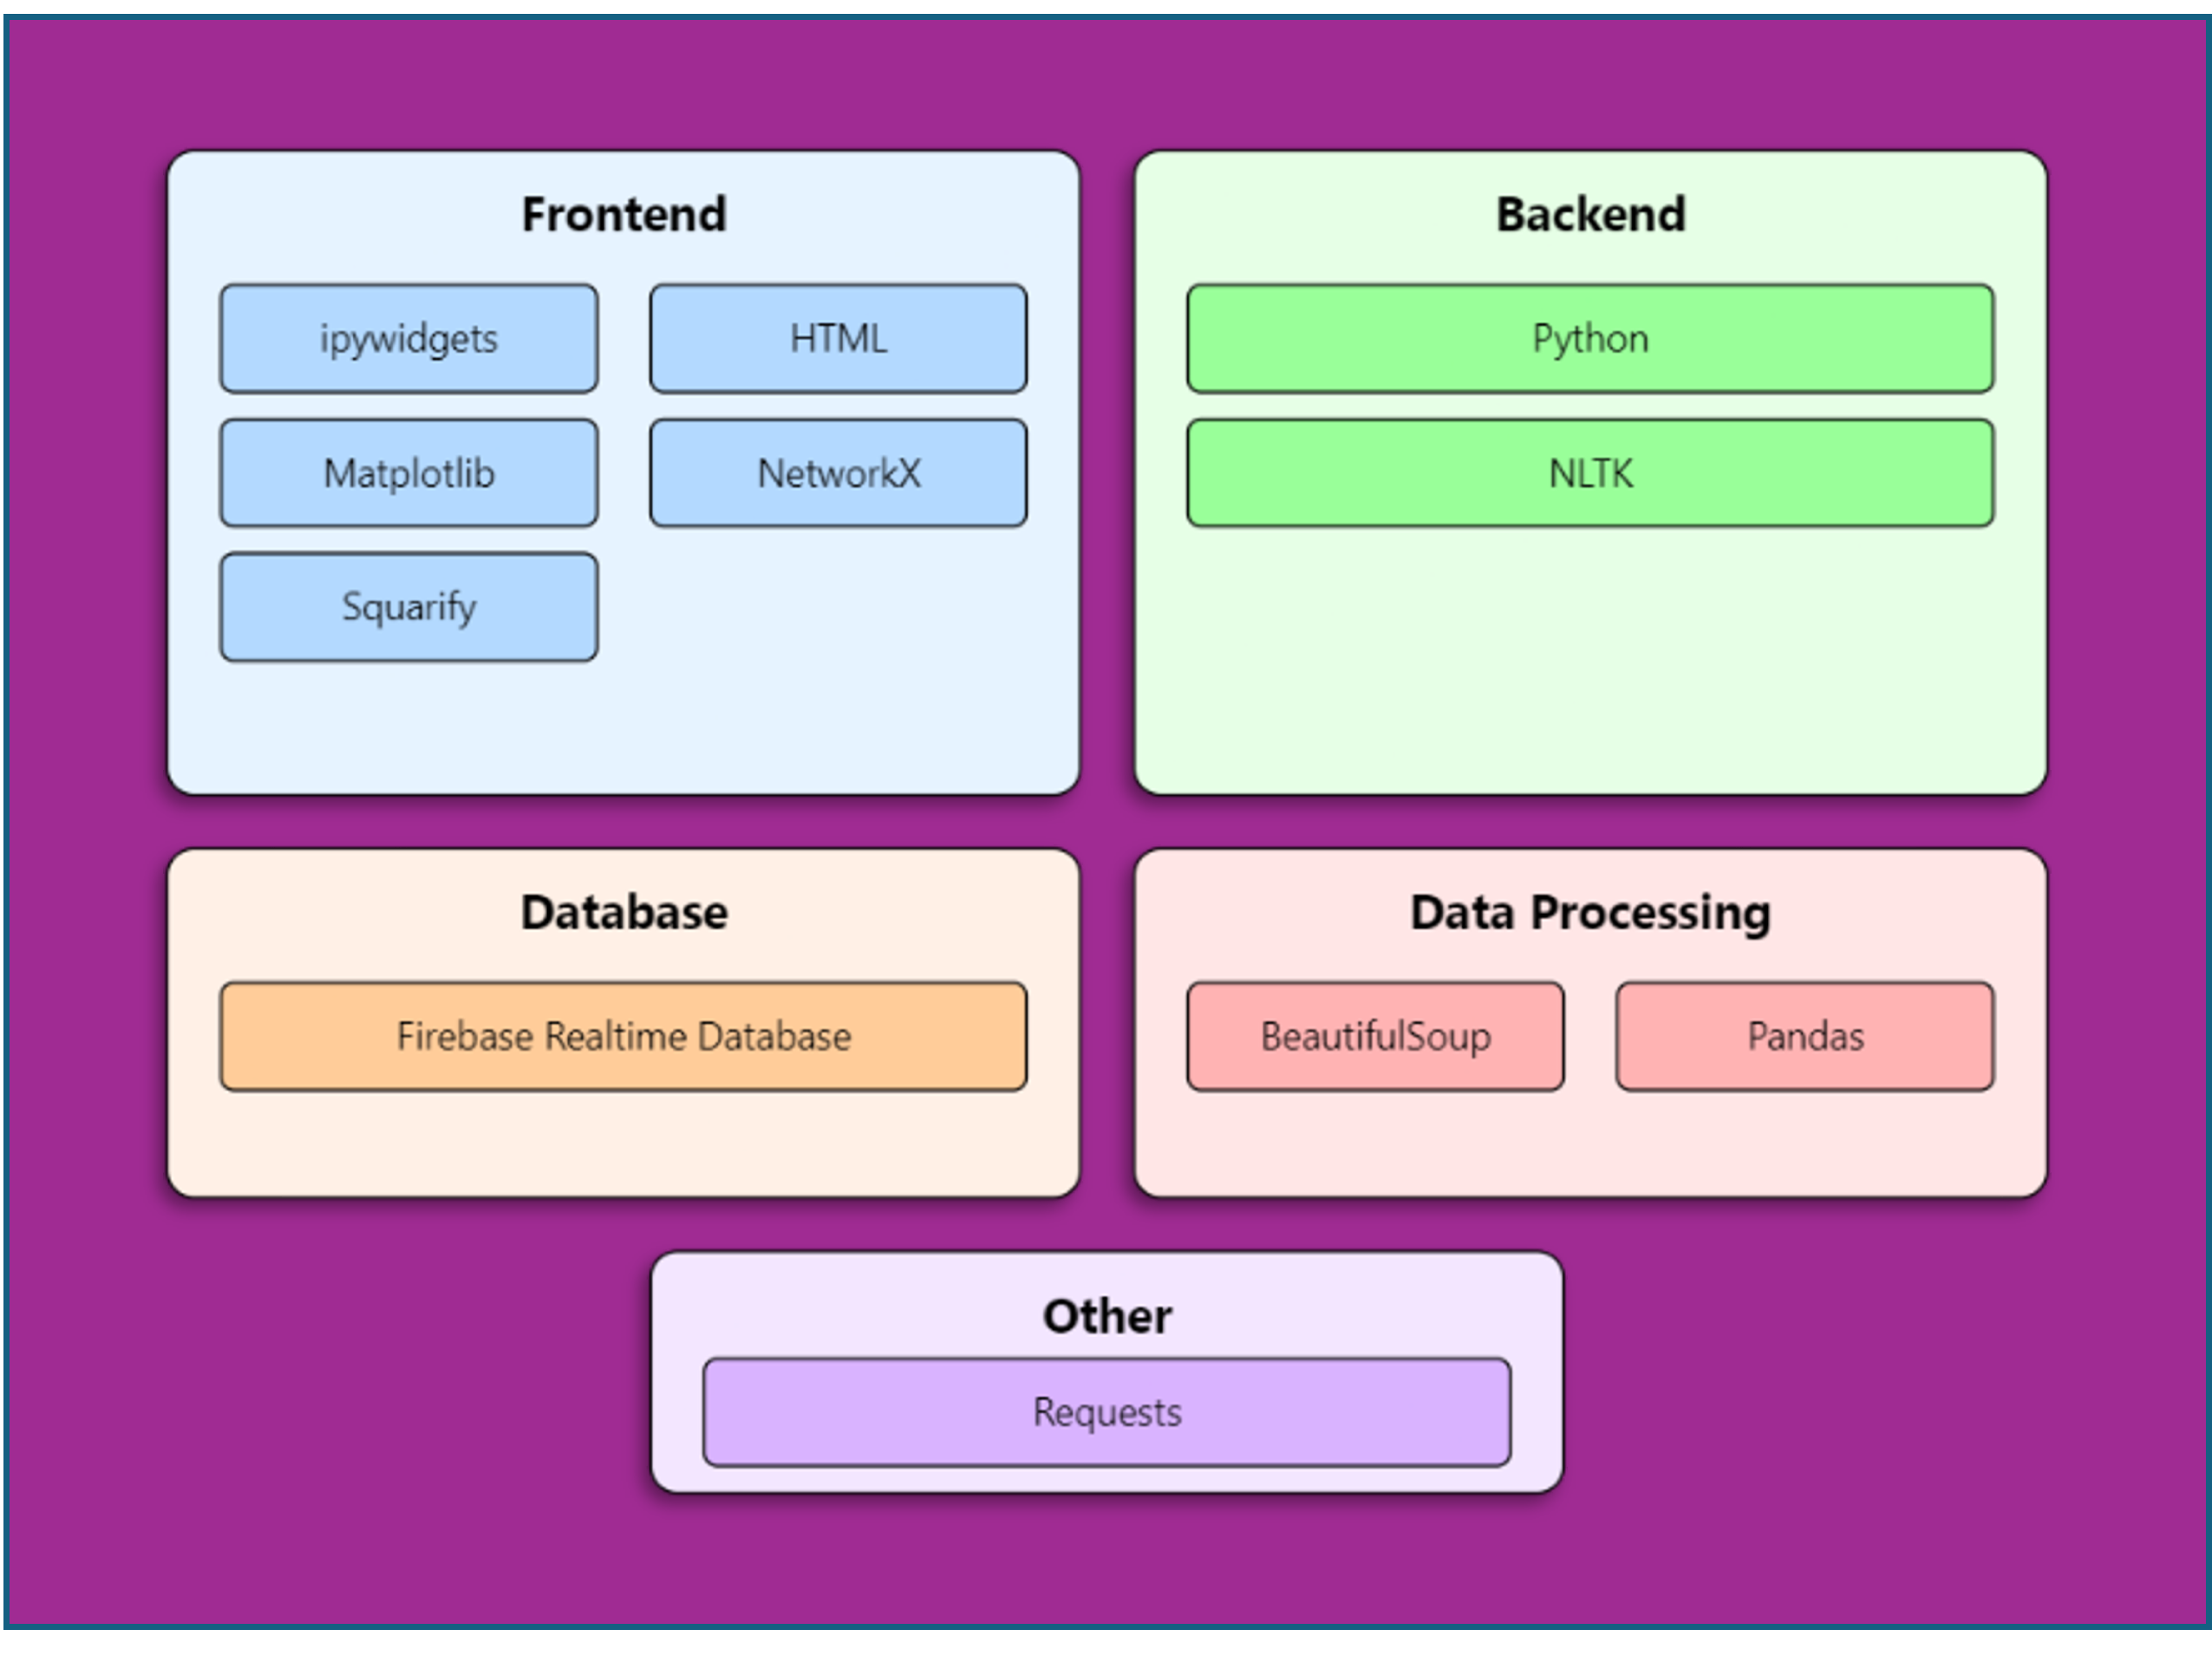 Frontend
ipywidgets
HTML
Matplotlib
NetworkX
Squarify
Backend
Python
NLTK
Database
Firebase Realtime Database
Data Processing
BeautifulSoup
Pandas
Other
Requests